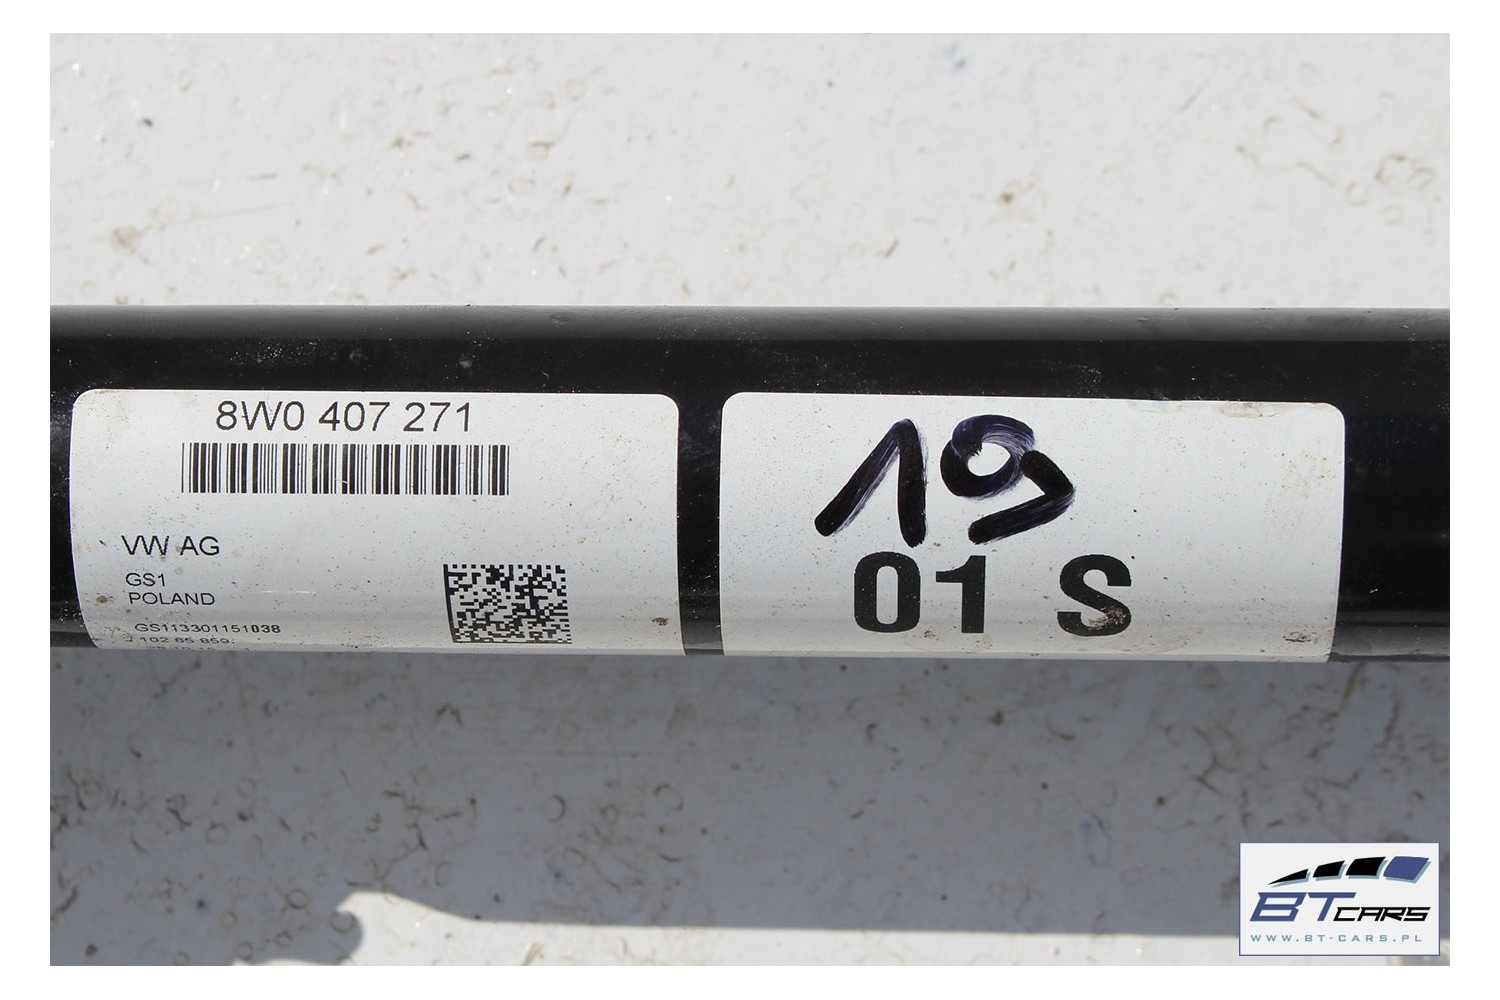 8W0 407 271
VW AG
GS1
POLAND
GS113301151038
19
01 S
BT CARS
WWW.BT-CARS.PL